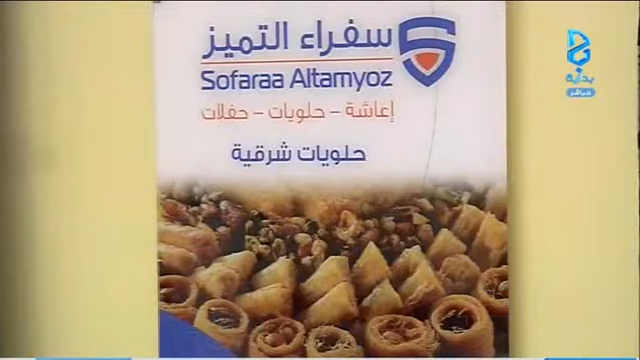 سفراء التميز
Sofaraa Altamyoz
إعاشة - حلويات - حفلات
حلويات شرقية
بداية
مباشر